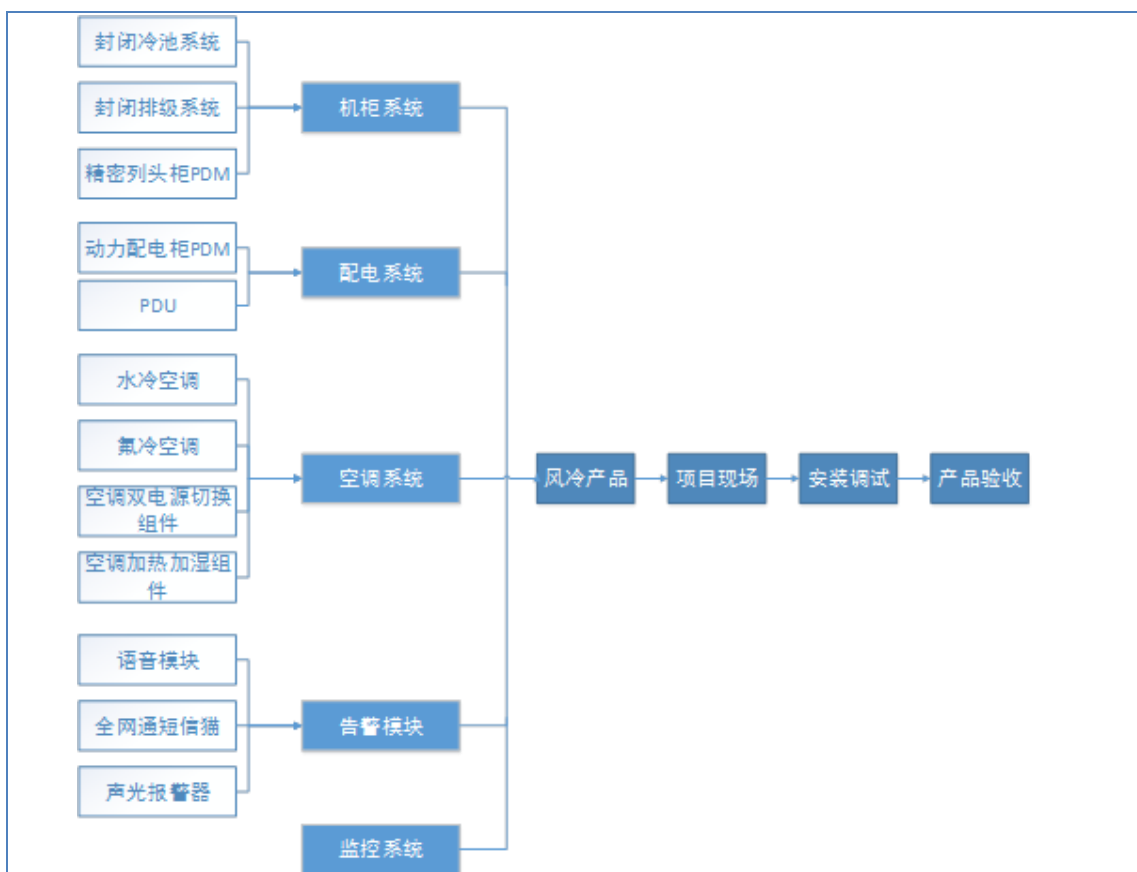 封闭冷池系统
封闭排级系统
精密列头柜PDM
机柜系统
动力配电柜PDM
PDU
配电系统
水冷空调
氟冷空调
空调双电源切换
组件
空调加热加湿组
件
空调系统
风冷产品
项目现场
安装调试
产品验收
语音模块
全网通短信猫
声光报警器
告警模块
监控系统